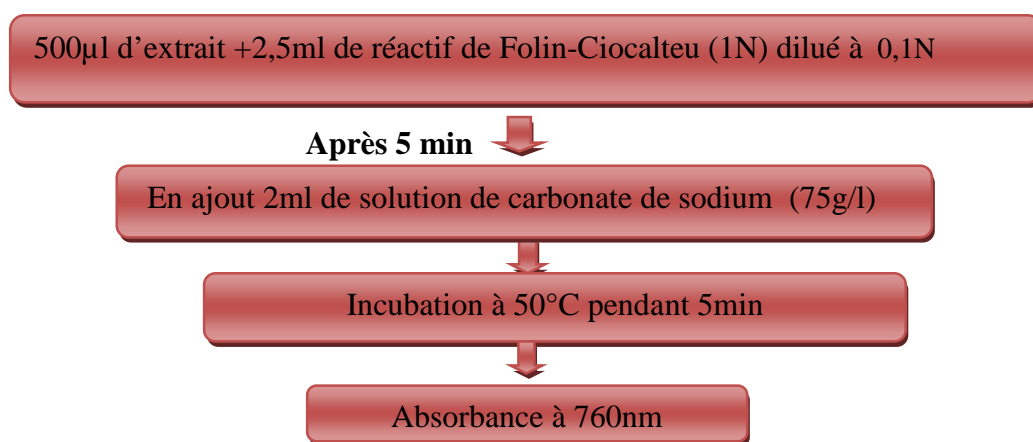 500µl d’extrait +2,5ml de réactif de Folin-Ciocalteu (1N) dilué à 0,1N
Après 5 min
En ajout 2ml de solution de carbonate de sodium (75g/l)
Incubation à 50°C pendant 5min
Absorbance à 760nm